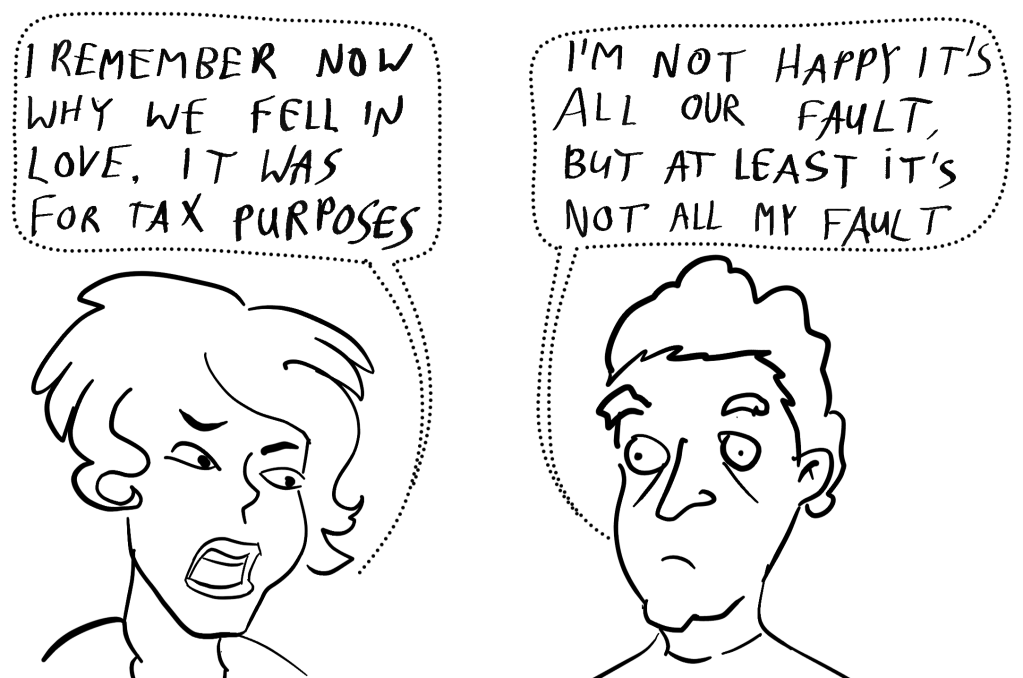 I REMEMBER NOW
WHY WE FELL IN
LOVE. IT WAS
FOR TAX PURPOSES
I'M NOT HAPPY IT'S
ALL OUR FAULT,
BUT AT LEAST IT'S
NOT ALL MY FAULT